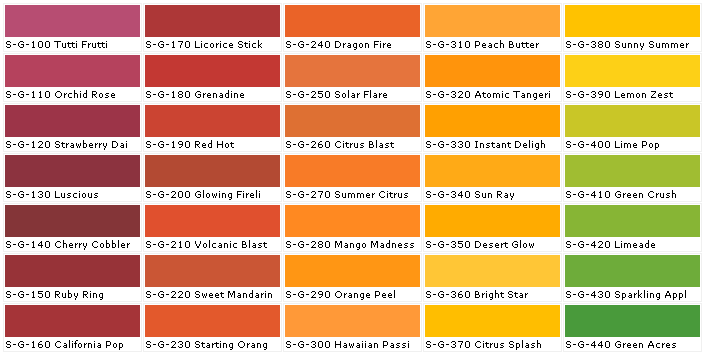 S-G-100 Tutti Frutti S-G-170 Licorice Stick S-G-240 Dragon Fire S-G-310 Peach Butter S-G-380 Sunny Summer
S-G-110 Orchid Rose S-G-180 Grenadine S-G-250 Solar Flare S-G-320 Atomic Tangeri S-G-390 Lemon Zest
S-G-120 Strawberry Dai S-G-190 Red Hot S-G-260 Citrus Blast S-G-330 Instant Deligh S-G-400 Lime Pop
S-G-130 Luscious S-G-200 Glowing Fireli S-G-270 Summer Citrus S-G-340 Sun Ray S-G-410 Green Crush
S-G-140 Cherry Cobbler S-G-210 Volcanic Blast S-G-280 Mango Madness S-G-350 Desert Glow S-G-420 Limeade
S-G-150 Ruby Ring S-G-220 Sweet Mandarin S-G-290 Orange Peel S-G-360 Bright Star S-G-430 Sparkling Appl
S-G-160 California Pop S-G-230 Starting Orang S-G-300 Hawaiian Passi S-G-370 Citrus Splash S-G-440 Green Acres